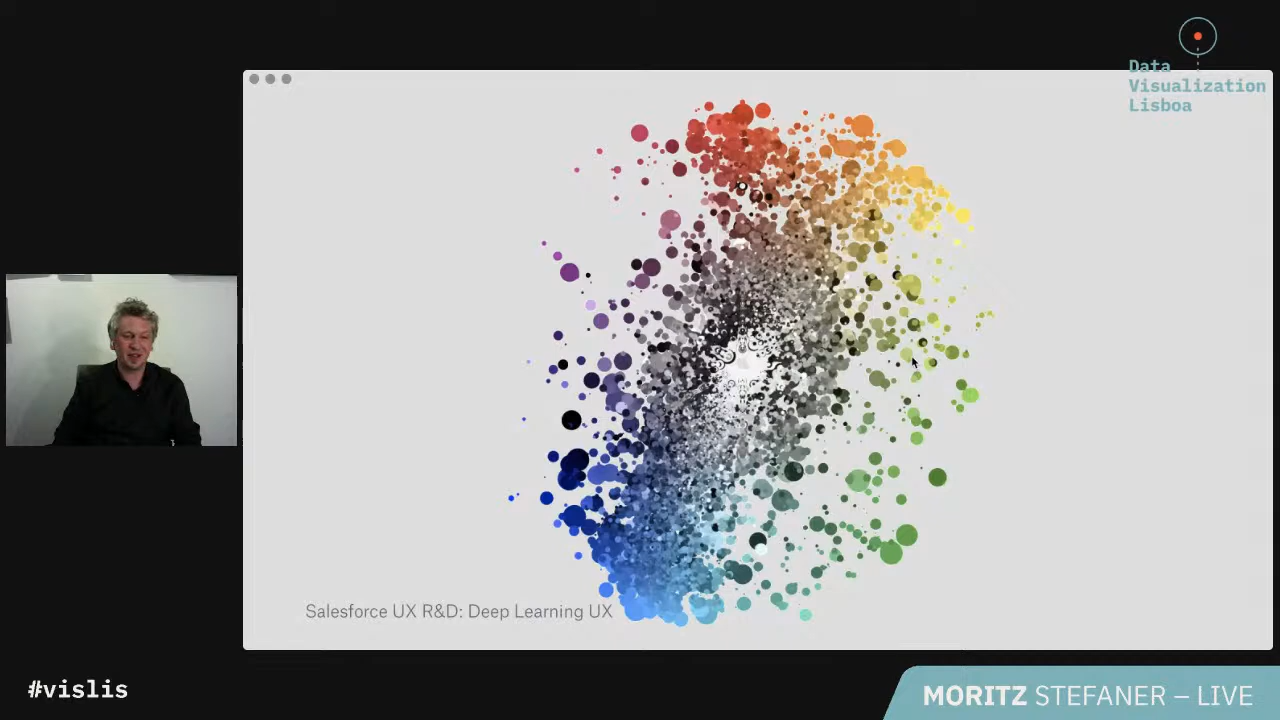 Data
Visualization
Lisboa
Salesforce UX R&D: Deep Learning UX
#vislis
MORITZ STEFANER – LIVE